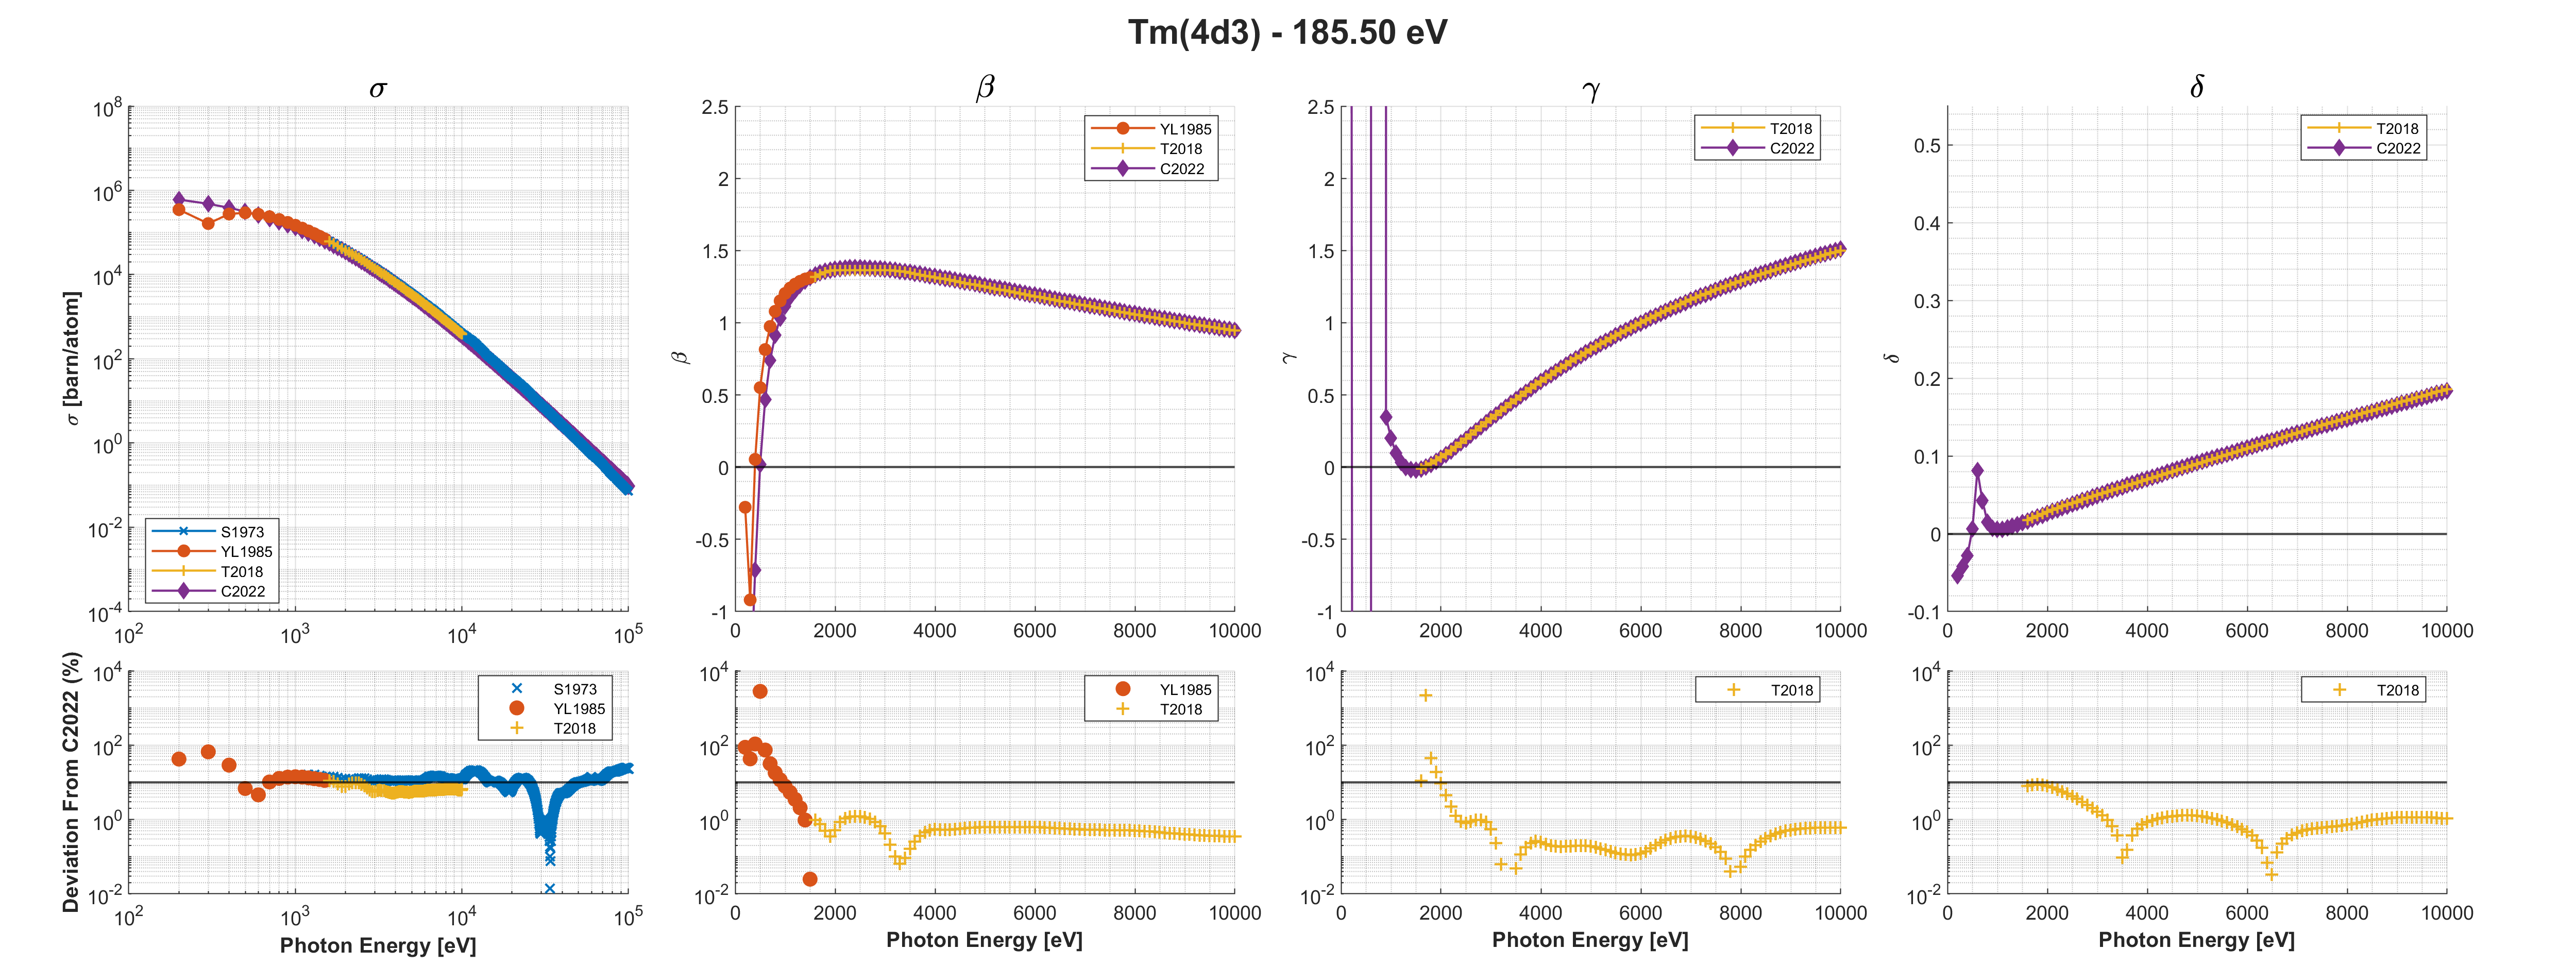 Tm(4d3) - 185.50 eV
σ
β
γ
δ
10^8
10^6
10^4
10^2
10^0
10^-2
10^-4
σ [barn/atom]
S1973
YL1985
T2018
C2022
10^2
10^3
10^4
10^5
2.5
2
1.5
1
0.5
0
-0.5
-1
β
YL1985
T2018
C2022
0
2000
4000
6000
8000
10000
2.5
2
1.5
1
0.5
0
-0.5
-1
γ
T2018
C2022
0
2000
4000
6000
8000
10000
0.5
0.4
0.3
0.2
0.1
0
-0.1
δ
T2018
C2022
0
2000
4000
6000
8000
10000
Deviation From C2022 (%)
10^4
10^2
10^0
10^-2
S1973
YL1985
T2018
10^2
10^3
10^4
10^5
Photon Energy [eV]
10^4
10^2
10^0
10^-2
YL1985
T2018
0
2000
4000
6000
8000
10000
Photon Energy [eV]
10^4
10^2
10^0
10^-2
T2018
0
2000
4000
6000
8000
10000
Photon Energy [eV]
10^4
10^2
10^0
10^-2
T2018
0
2000
4000
6000
8000
10000
Photon Energy [eV]